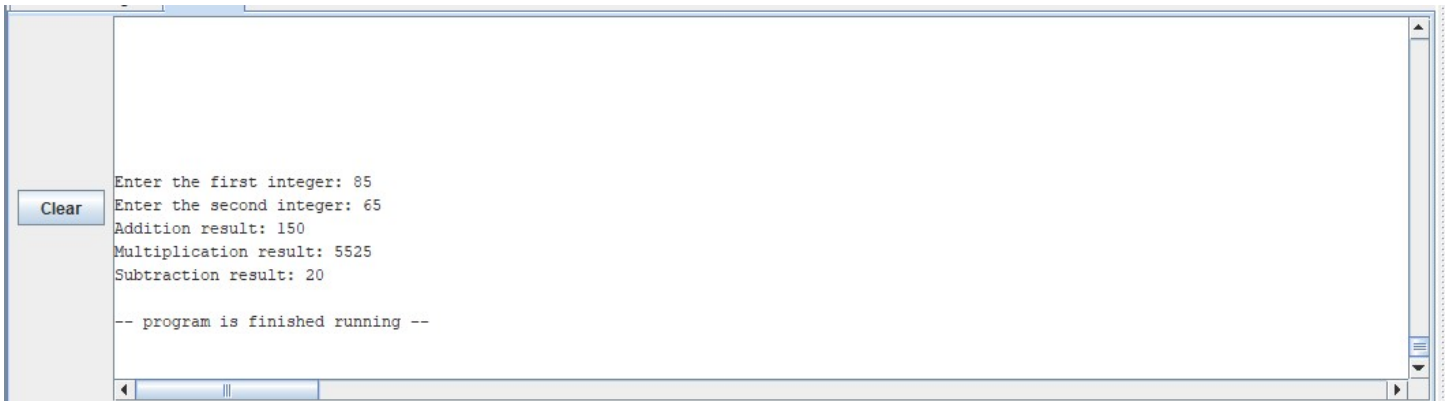 Enter the first integer: 85
Enter the second integer: 65
Clear
Addition result: 150
Multiplication result: 5525
Subtraction result: 20
-- program is finished running --